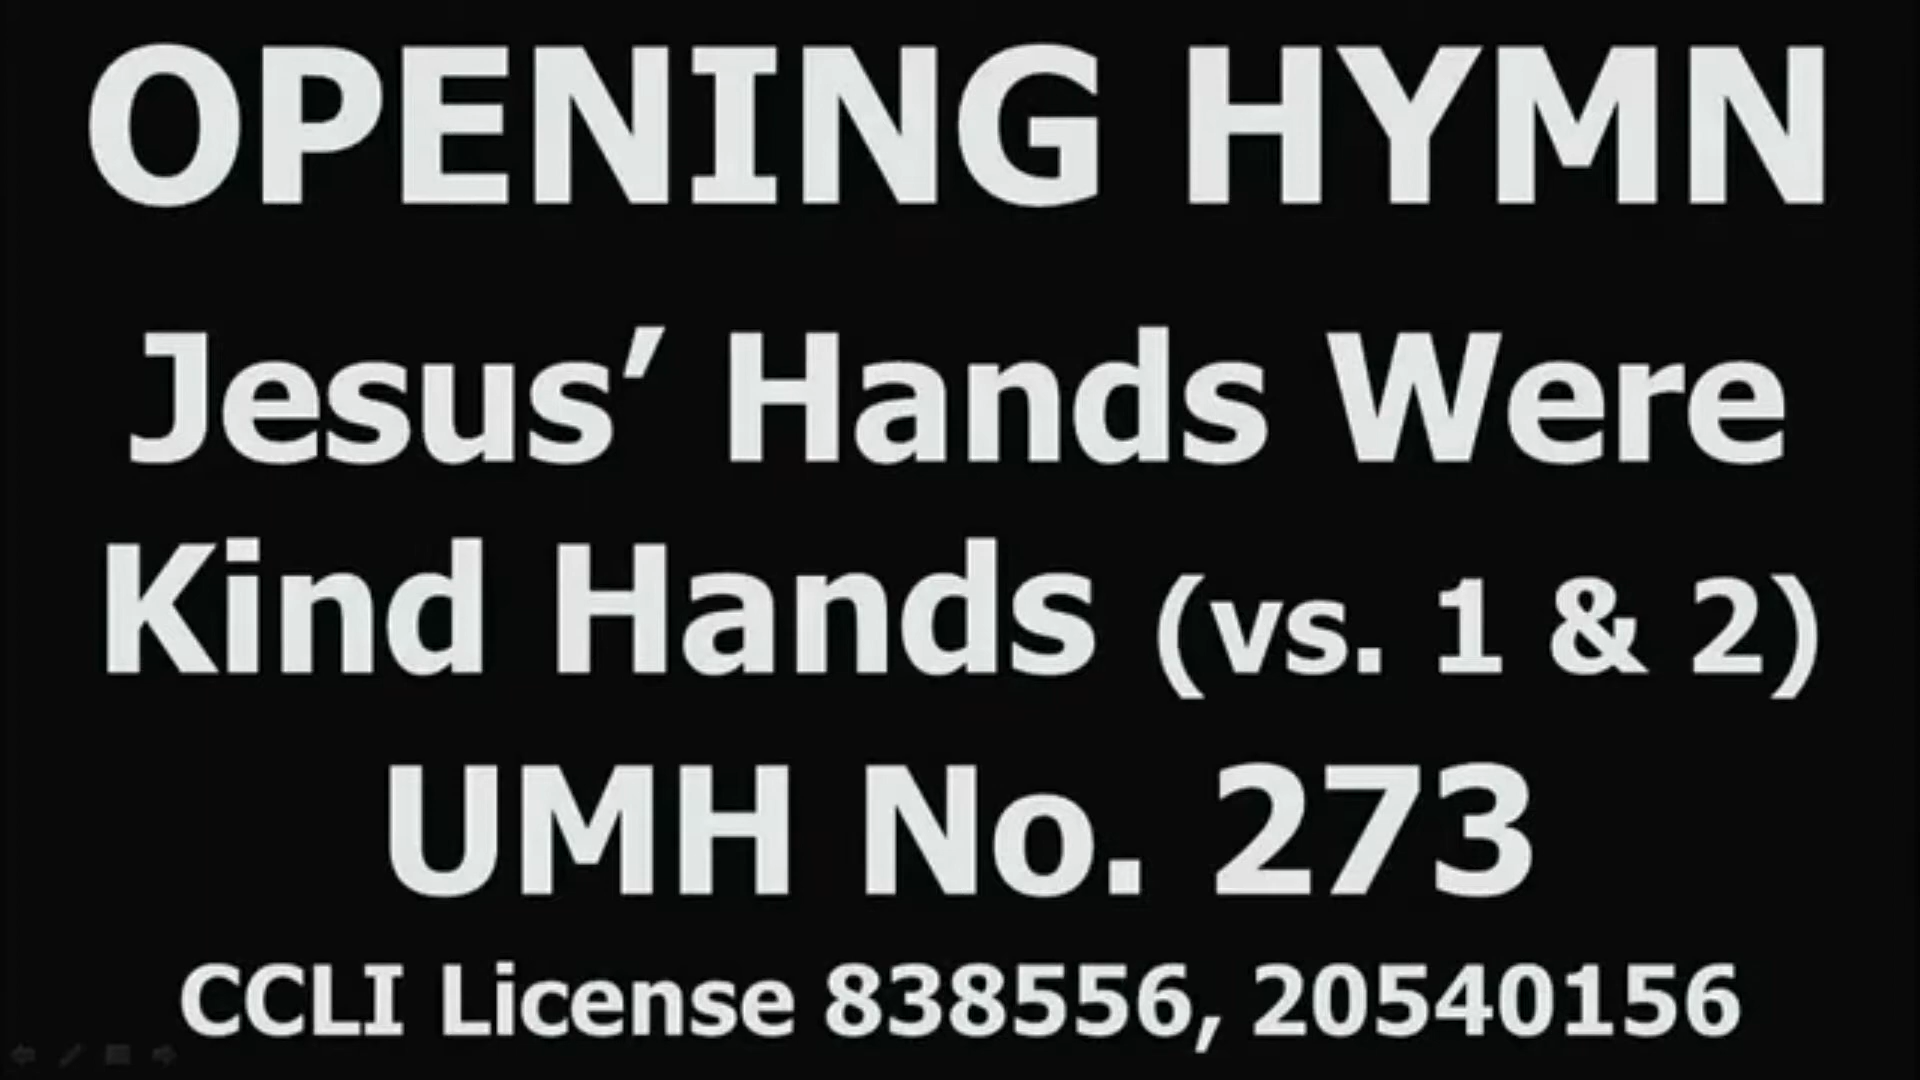 OPENING HYMN
Jesus’ Hands Were
Kind Hands (vs. 1 & 2)
UMH No. 273
CCLI License 838556, 20540156